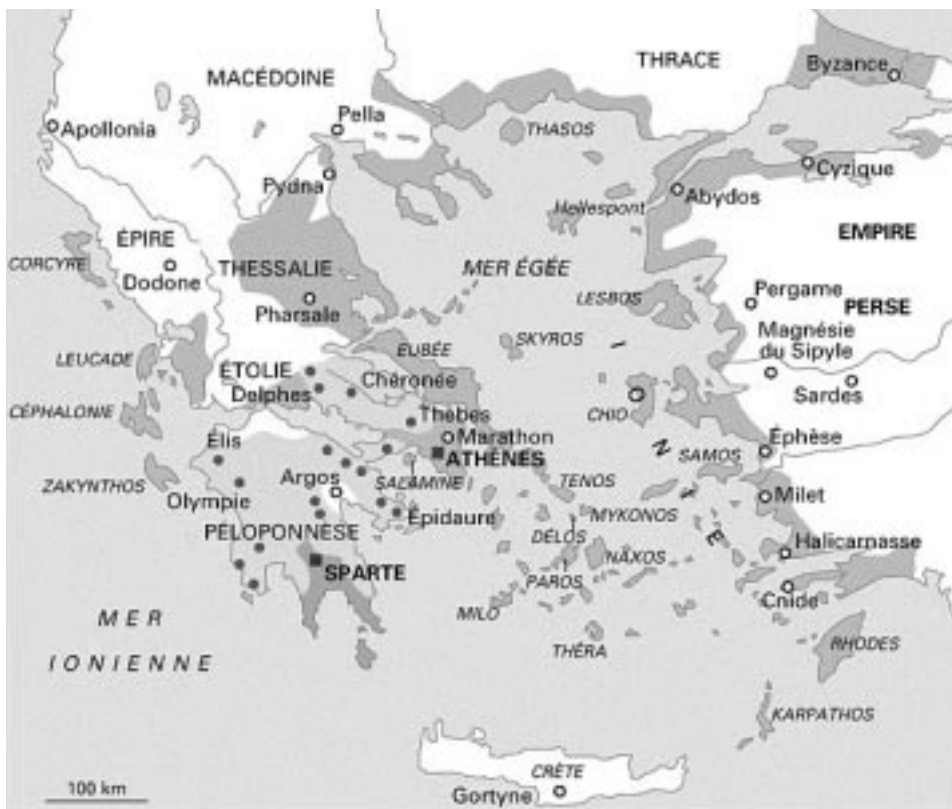 THRACE
Byzance
MACÉDOINE
Pella
Apollonia
THASOS
Cyzique
Pydna
Abydos
Hellespont
ÉPIRE
EMPIRE
CORCYRE
Dodone
THESSALIE
MER ÉGÉE
Pergame
LESBOS
PERSE
Pharsale
Magnésie
du Sipyle
SKYROS
EUBÉE
LEUCADE
ÉTOLIE
Chéronée
Delphes
Sardes
CÉPHALONIE
CHIO
Thèbes
Élis
Marathon
Éphèse
ATHÈNES
SAMOS
ZAKYNTHOS
Argos
SALAMINE
TENOS
Olympie
Milet
Épidaure
MYKONOS
PÉLOPONNÈSE
DÉLOS
Halicarnasse
NAXOS
SPARTE
PAROS
Cnide
MILO
MER
IONIENNE
THÉRA
RHODES
KARPATHOS
CRÈTE
Gortyne
100 km